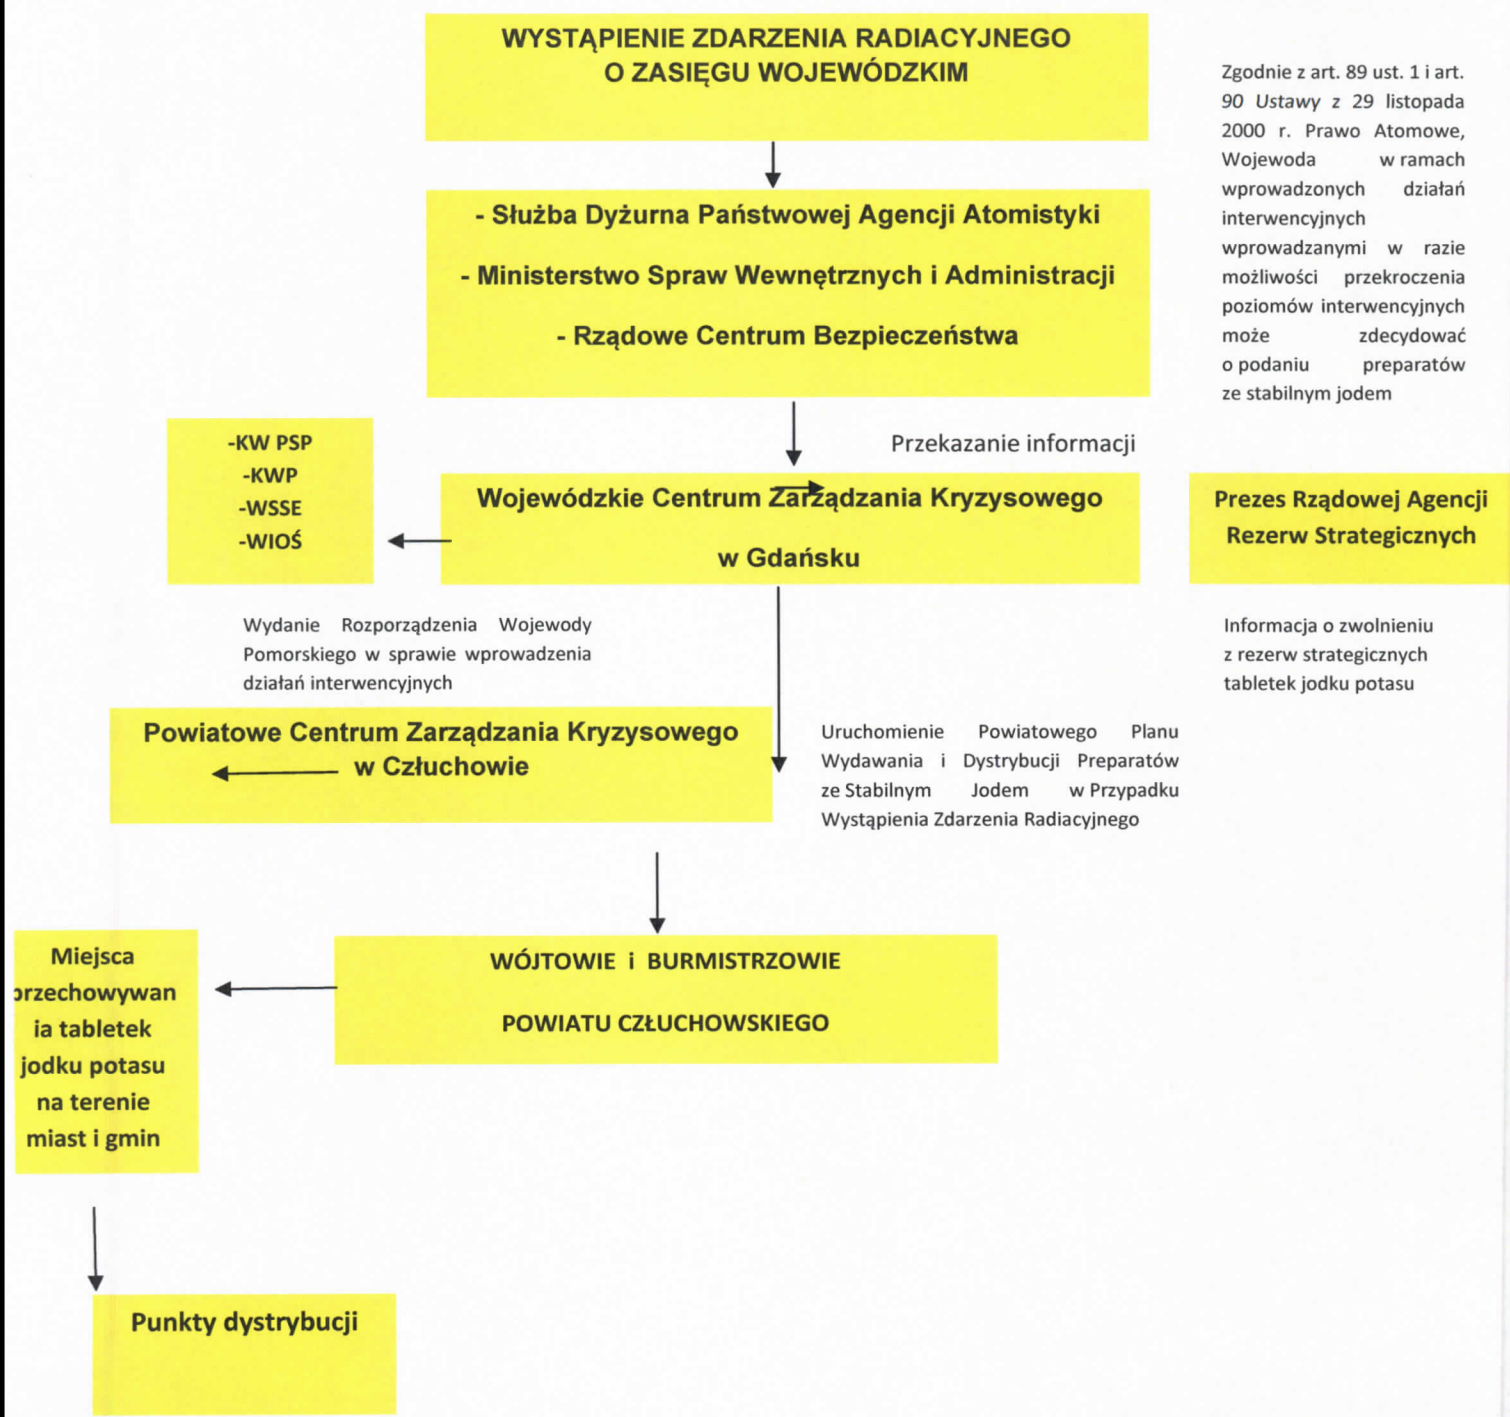 WYSTĄPIENIE ZDARZENIA RADIACYJNEGO
O ZASIĘGU WOJEWÓDZKIM
Zgodnie z art. 89 ust. 1 i art.
90 Ustawy z 29 listopada
2000 r. Prawo Atomowe,
Wojewoda w ramach
wprowadzonych działań
interwencyjnych
wprowadzanymi w razie
możliwości przekroczenia
poziomów interwencyjnych
może zdecydować
o podaniu preparatów
ze stabilnym jodem
- Służba Dyżurna Państwowej Agencji Atomistyki
- Ministerstwo Spraw Wewnętrznych i Administracji
- Rządowe Centrum Bezpieczeństwa
Przekazanie informacji
-KW PSP
-KWP
-WSSE
-WIOŚ
Wojewódzkie Centrum Zarządzania Kryzysowego
w Gdańsku
Prezes Rządowej Agencji
Rezerw Strategicznych
Wydanie Rozporządzenia Wojewody
Pomorskiego w sprawie wprowadzenia
działań interwencyjnych
Informacja o zwolnieniu
z rezerw strategicznych
tabletek jodku potasu
Powiatowe Centrum Zarządzania Kryzysowego
w Człuchowie
Uruchomienie Powiatowego Planu
Wydawania i Dystrybucji Preparatów
ze Stabilnym Jodem w Przypadku
Wystąpienia Zdarzenia Radiacyjnego
WÓJTOWIE i BURMISTRZOWIE
POWIATU CZŁUCHOWSKIEGO
Miejsca
przechowywan
ia tabletek
jodku potasu
na terenie
miast i gmin
Punkty dystrybucji